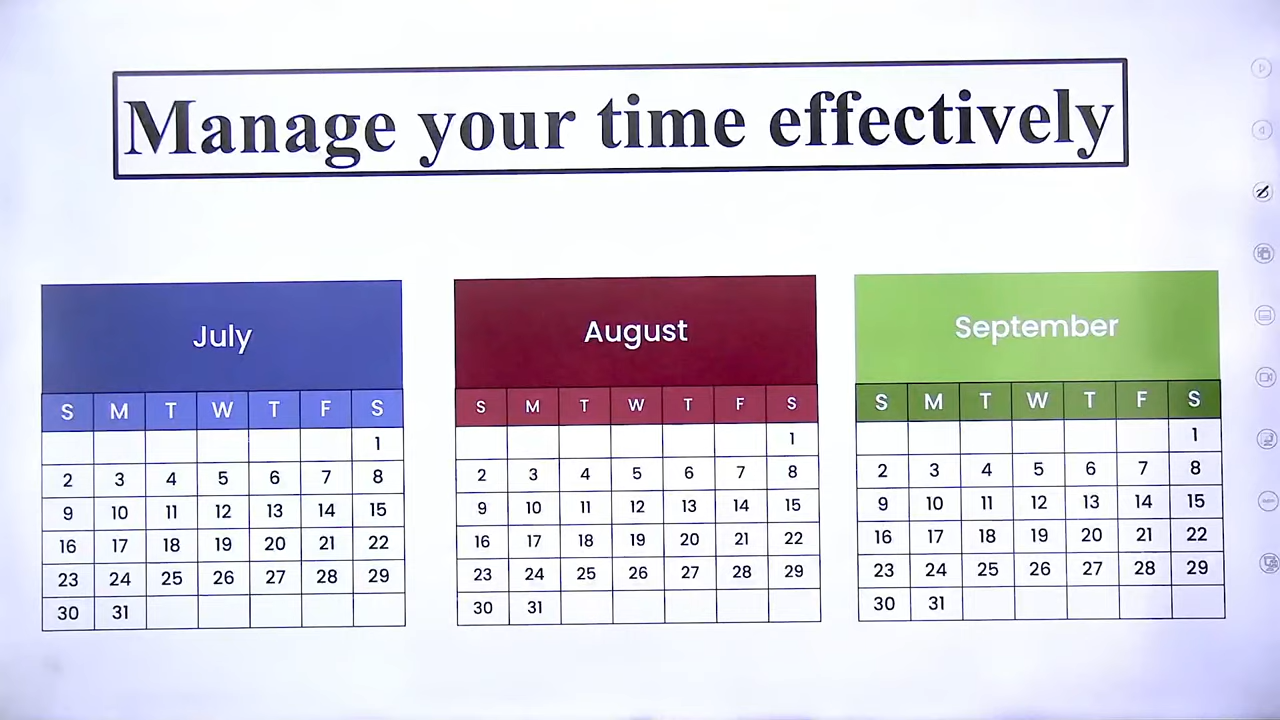 Manage your time effectively
July
S M T W T F S
1
2 3 4 5 6 7 8
9 10 11 12 13 14 15
16 17 18 19 20 21 22
23 24 25 26 27 28 29
30 31
August
S M T W T F S
1
2 3 4 5 6 7 8
9 10 11 12 13 14 15
16 17 18 19 20 21 22
23 24 25 26 27 28 29
30 31
September
S M T W T F S
1
2 3 4 5 6 7 8
9 10 11 12 13 14 15
16 17 18 19 20 21 22
23 24 25 26 27 28 29
30 31